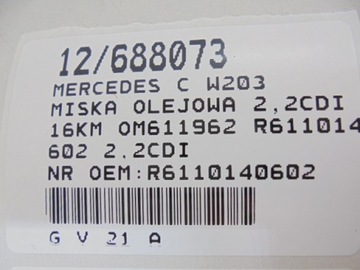 12/688073
MERCEDES C W203
MISKA OLEJOWA 2,2CDI
16KM OM611962 R611014
602 2.2CDI
NR OEM:R6110140602
G V 21 A